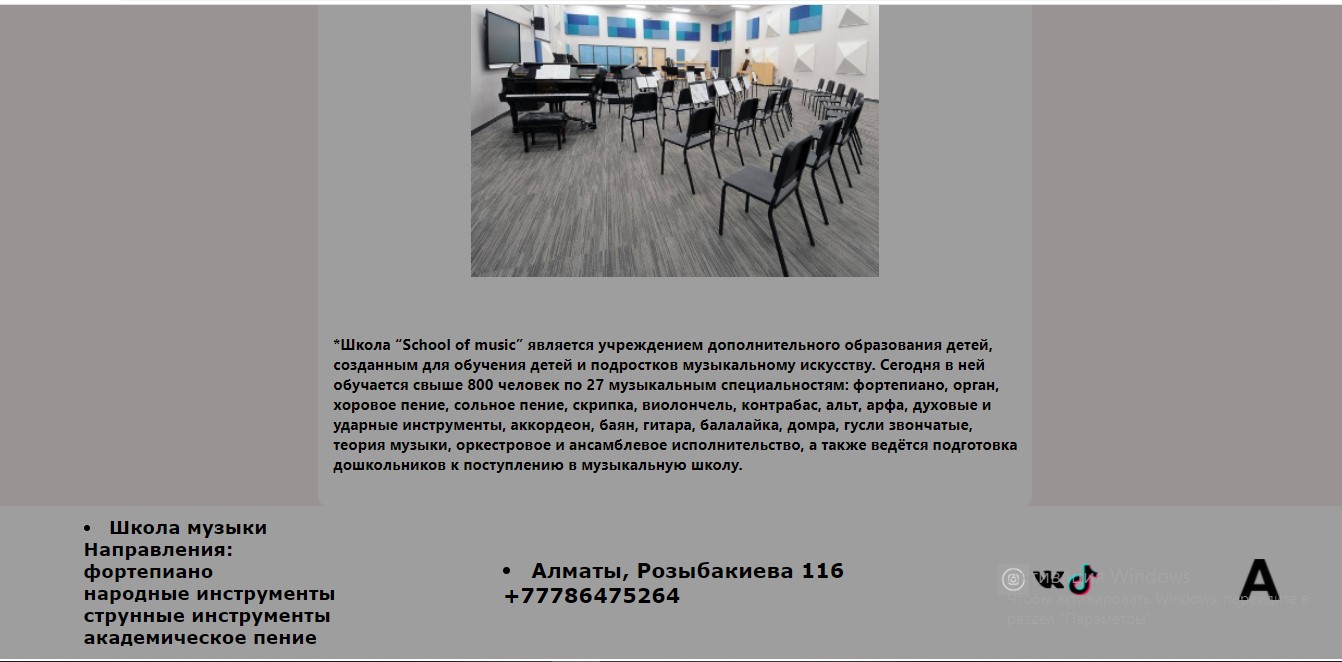 *Школа “School of music” является учреждением дополнительного образования детей,
созданным для обучения детей и подростков музыкальному искусству. Сегодня в ней
обучается свыше 800 человек по 27 музыкальным специальностям: фортепиано, орган,
хоровое пение, сольное пение, скрипка, виолончель, контрабас, альт, арфа, духовые и
ударные инструменты, аккордеон, баян, гитара, балалайка, домра, гусли звончатые,
теория музыки, оркестровое и ансамблевое исполнительство, а также ведётся подготовка
дошкольников к поступлению в музыкальную школу.
• Школа музыки
Направления:
фортепиано
народные инструменты
струнные инструменты
академическое пение
• Алматы, Розыбакиева 116
+77786475264
Windows
Чтобы активировать Windows, перейдите в
раздел "Параметры".
A